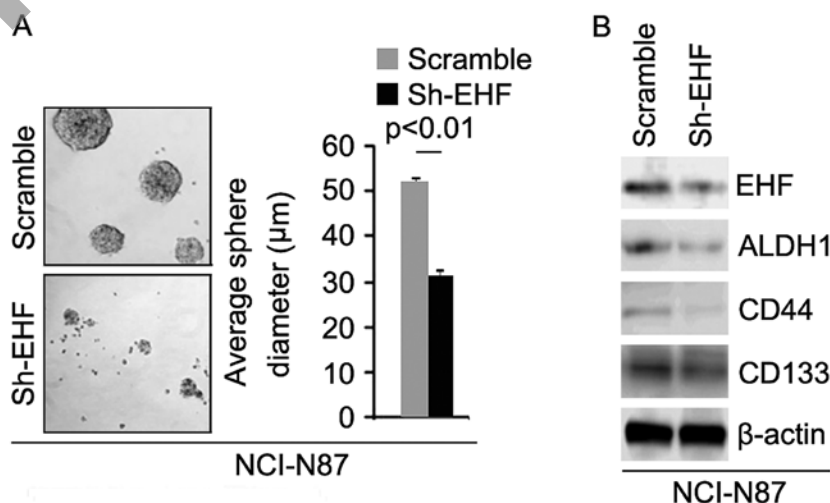 A
Scramble
Sh-EHF
p<0.01
Scramble
Sh-EHF
Average sphere
diameter (μm)
60
50
40
30
20
10
0
NCI-N87
B
Scramble
Sh-EHF
EHF
ALDH1
CD44
CD133
β-actin
NCI-N87